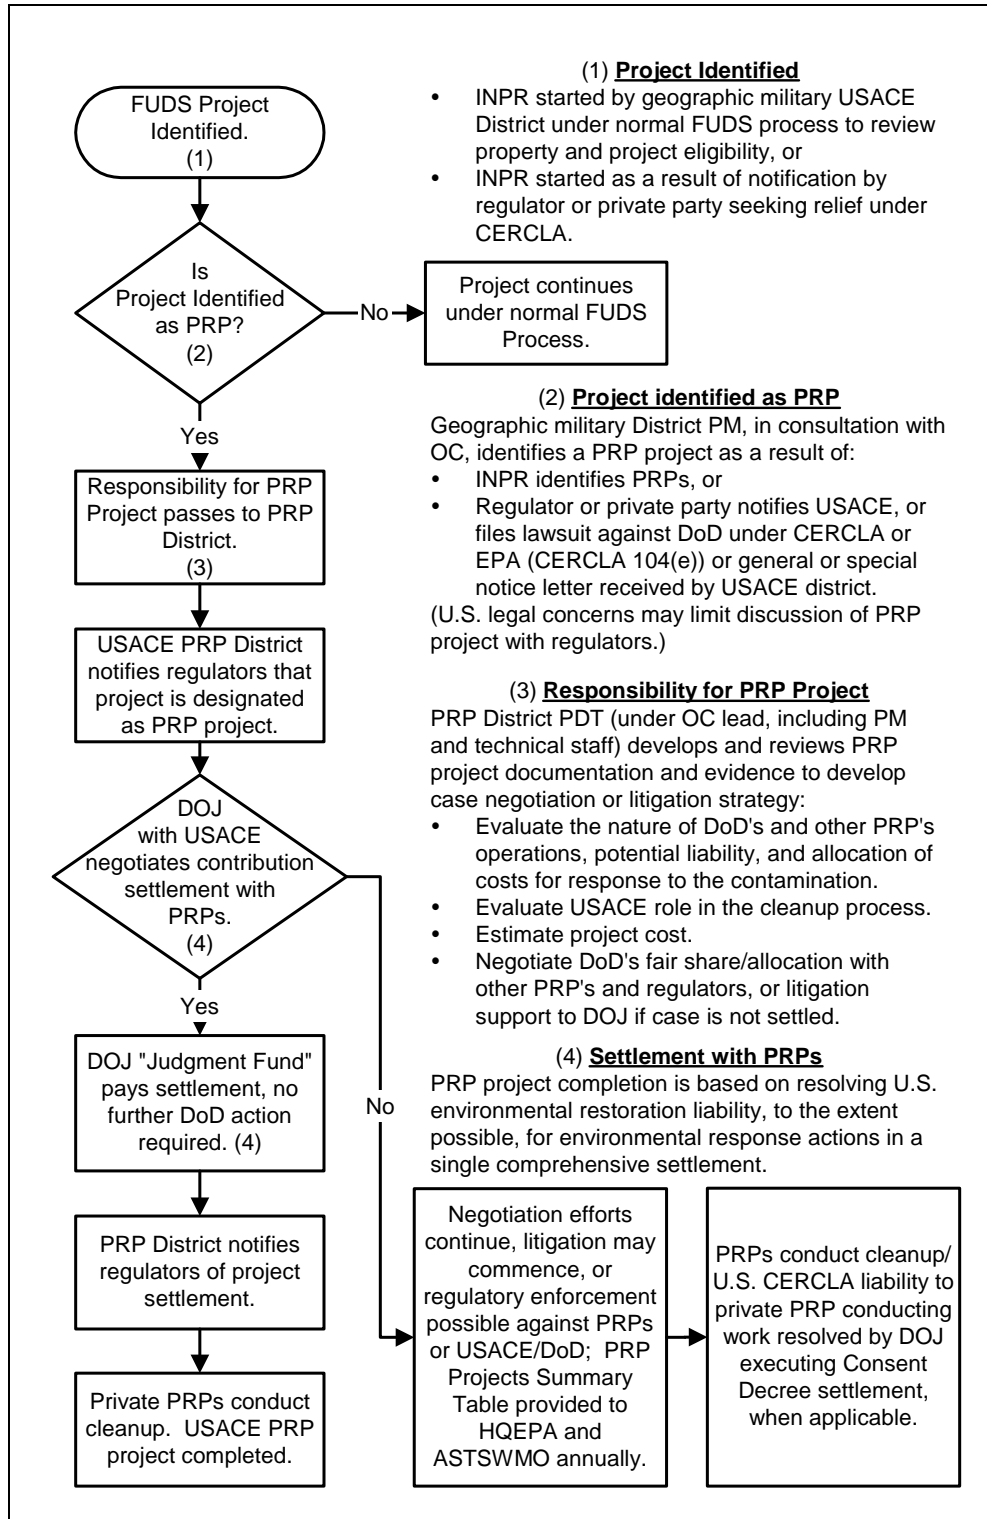 FUDS Project
Identified.
(1)
Is
Project Identified
as PRP?
(2)
No
Project continues
under normal FUDS
Process.
Yes
Responsibility for PRP
Project passes to PRP
District.
(3)
USACE PRP District
notifies regulators that
project is designated
as PRP project.
DOJ
with USACE
negotiates contribution
settlement with
PRPs.
(4)
Yes
DOJ "Judgment Fund"
pays settlement, no
further DoD action
required. (4)
PRP District notifies
regulators of project
settlement.
Private PRPs conduct
cleanup.  USACE PRP
project completed.
No
Negotiation efforts
continue, litigation may
commence, or
regulatory enforcement
possible against PRPs
or USACE/DoD;  PRP
Projects Summary
Table provided to
HQEPA and
ASTSWMO annually.
PRPs conduct cleanup/
U.S. CERCLA liability to
private PRP conducting
work resolved by DOJ
executing Consent
Decree settlement,
when applicable.
(1) Project Identified
• INPR started by geographic military USACE
District under normal FUDS process to review
property and project eligibility, or
• INPR started as a result of notification by
regulator or private party seeking relief under
CERCLA.
(2) Project identified as PRP
Geographic military District PM, in consultation with
OC, identifies a PRP project as a result of:
• INPR identifies PRPs, or
• Regulator or private party notifies USACE, or
files lawsuit against DoD under CERCLA or
EPA (CERCLA 104(e)) or general or special
notice letter received by USACE district.
(U.S. legal concerns may limit discussion of PRP
project with regulators.)
(3) Responsibility for PRP Project
PRP District PDT (under OC lead, including PM
and technical staff) develops and reviews PRP
project documentation and evidence to develop
case negotiation or litigation strategy:
• Evaluate the nature of DoD's and other PRP's
operations, potential liability, and allocation of
costs for response to the contamination.
• Evaluate USACE role in the cleanup process.
• Estimate project cost.
• Negotiate DoD's fair share/allocation with
other PRP's and regulators, or litigation
support to DOJ if case is not settled.
(4) Settlement with PRPs
PRP project completion is based on resolving U.S.
environmental restoration liability, to the extent
possible, for environmental response actions in a
single comprehensive settlement.